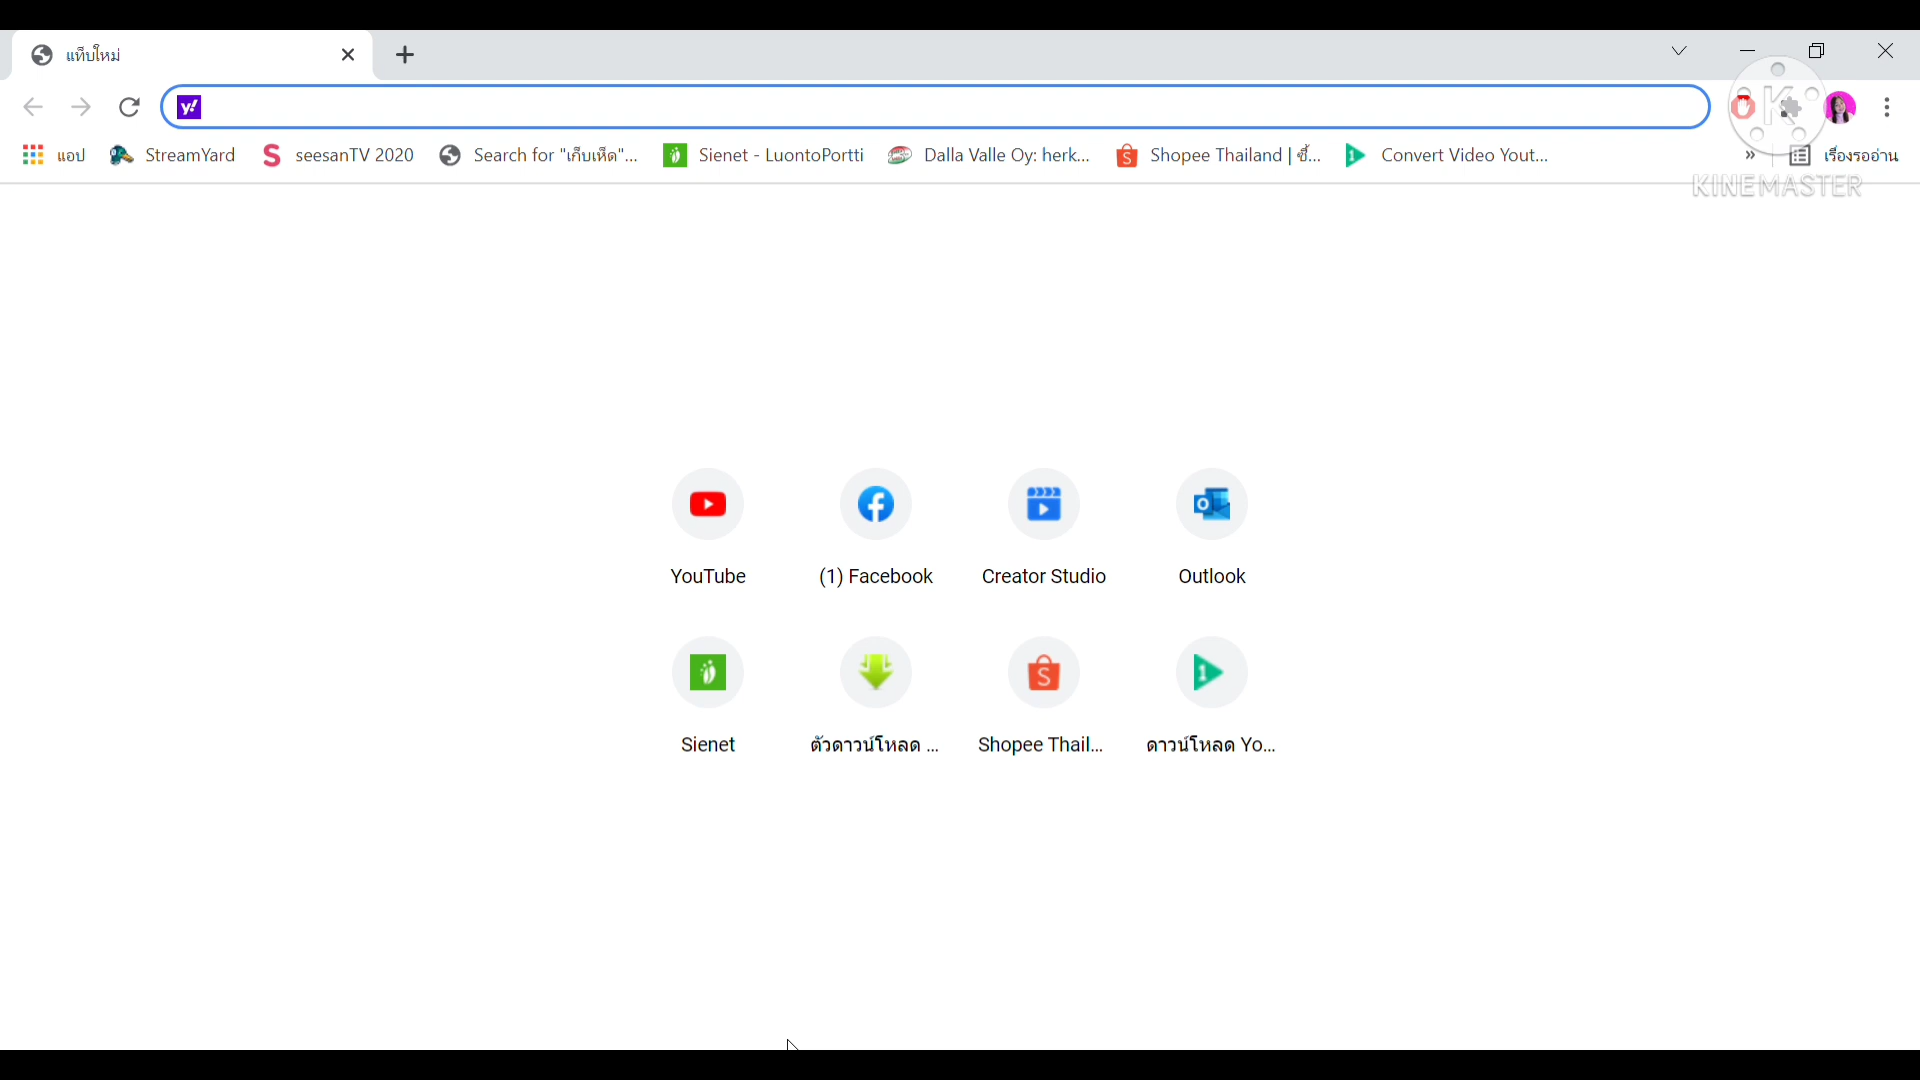 แท็บใหม่
y!
แอป StreamYard seesanTV 2020 Search for "เก็บเห็ด"... Sienet - LuontoPortti Dalla Valle Oy: herk... Shopee Thailand | ซื้... Convert Video Yout... » เรื่องรออ่าน
KINEMASTER
YouTube (1) Facebook Creator Studio Outlook
Sienet ตัวดาวน์โหลด ... Shopee Thail... ดาวน์โหลด Yo...